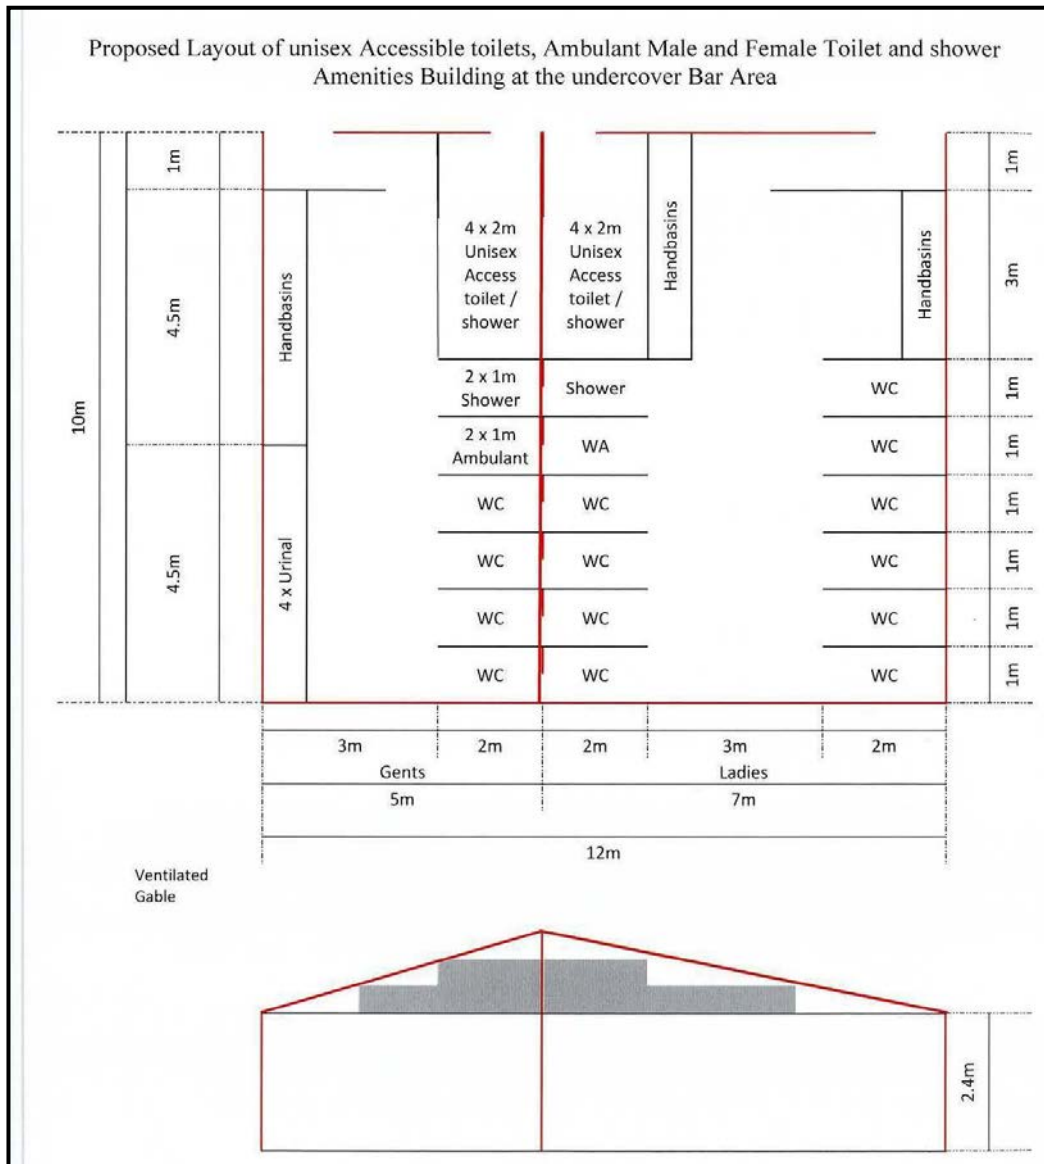 Proposed Layout of unisex Accessible toilets, Ambulant Male and Female Toilet and shower
Amenities Building at the undercover Bar Area
10m
1m
4.5m
4.5m
Handbasins
4 x Urinal
4 x 2m
Unisex
Access
toilet /
shower
2 x 1m
Shower
2 x 1m
Ambulant
WC
WC
WC
WC
4 x 2m
Unisex
Access
toilet /
shower
Shower
WA
WC
WC
WC
WC
Handbasins
Handbasins
WC
WC
WC
WC
WC
WC
1m
3m
1m
1m
1m
1m
1m
1m
3m
2m
2m
3m
2m
Gents
Ladies
5m
7m
12m
Ventilated
Gable
2.4m